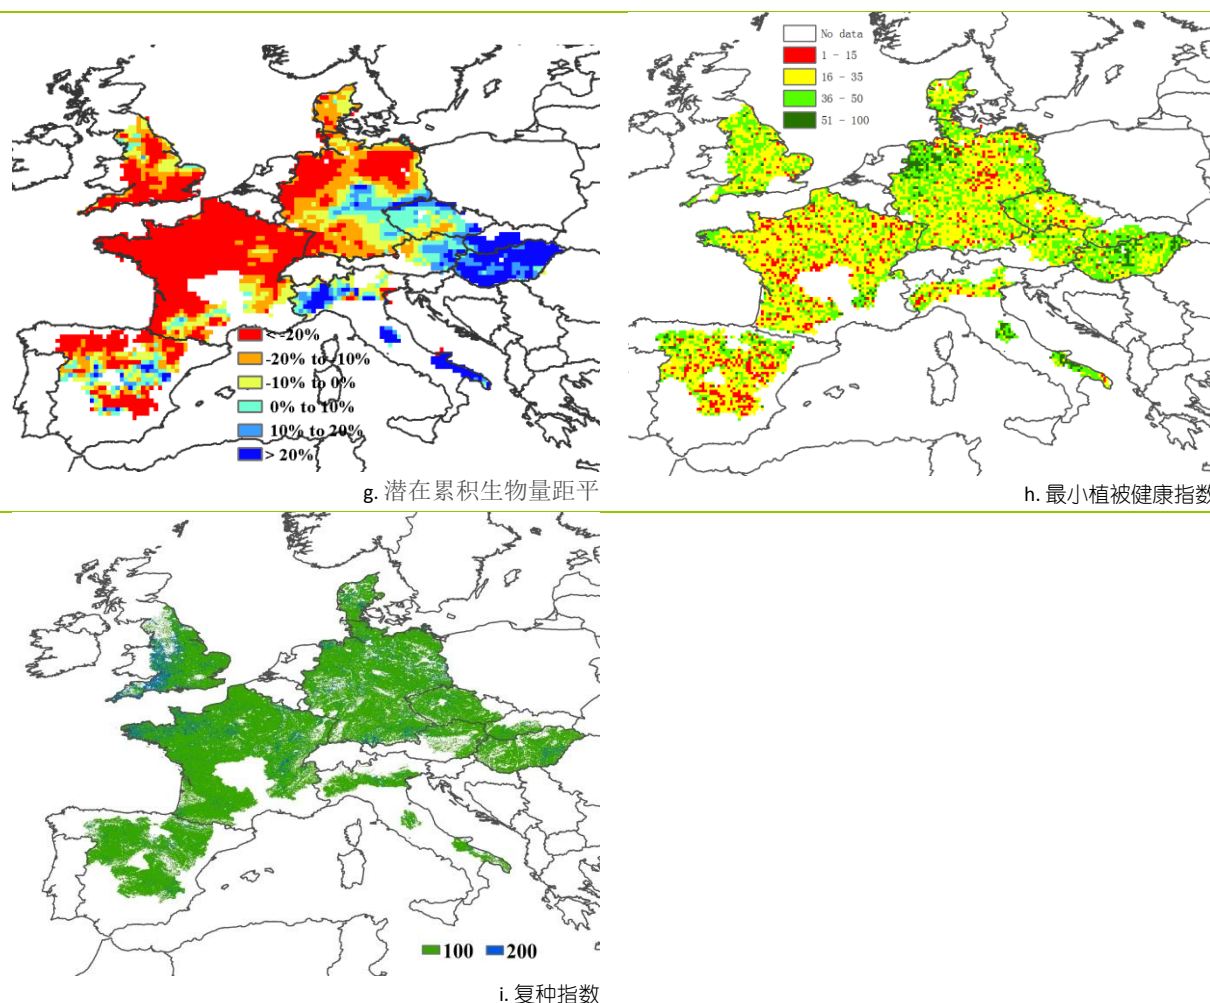 < -20%
-20% to -10%
-10% to 0%
0% to 10%
10% to 20%
> 20%
g. 潜在累积生物量距平
No data
1 - 15
16 - 35
36 - 50
51 - 100
h. 最小植被健康指数
100 200
i. 复种指数